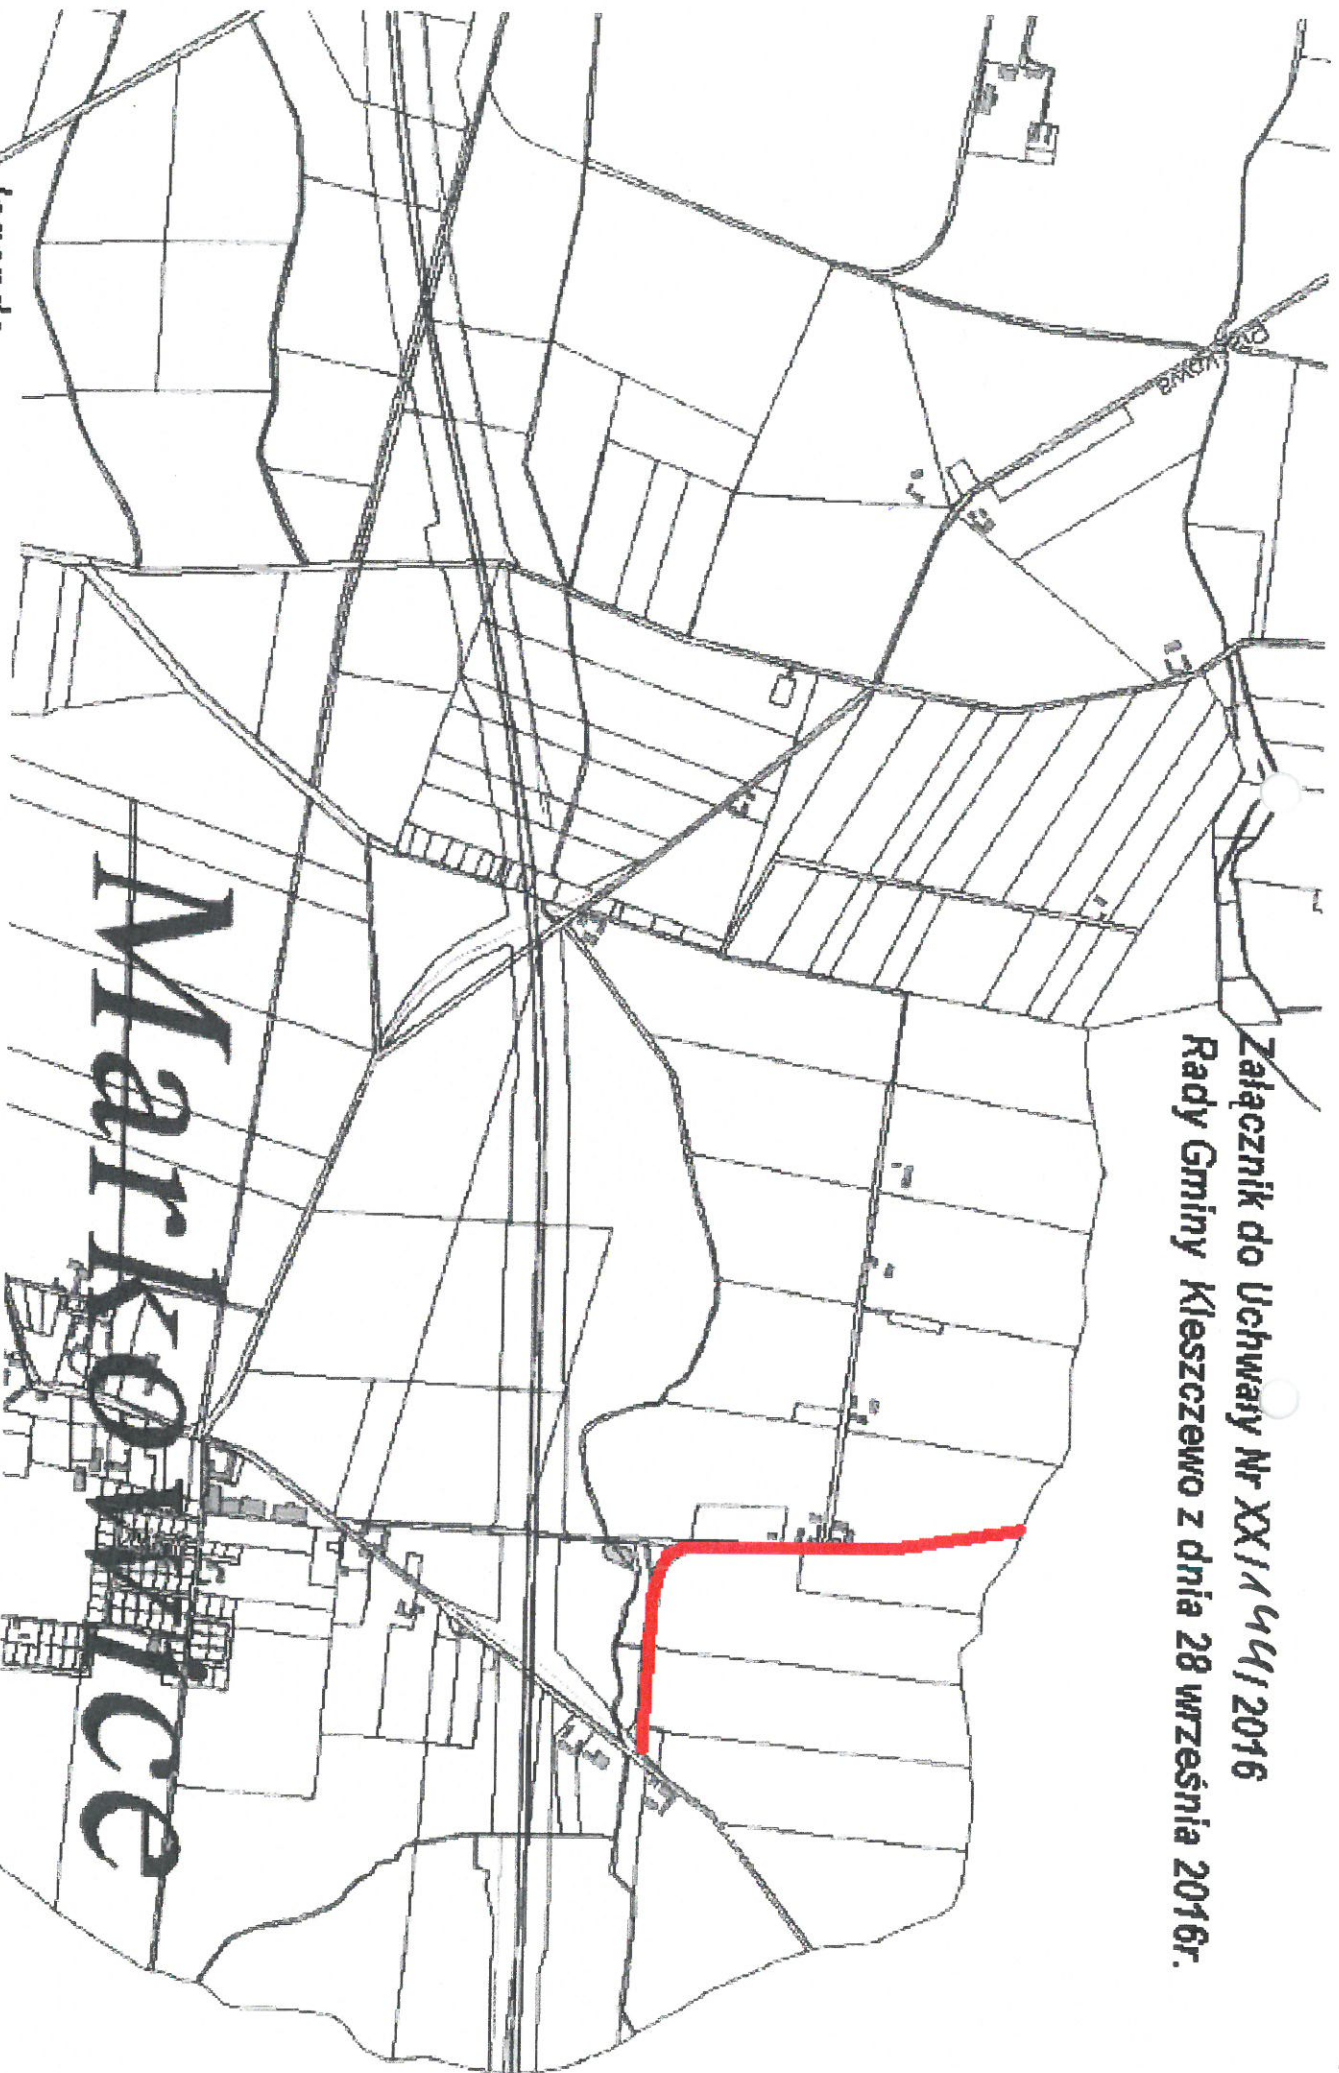 Załącznik do Uchwały Nr XX/144/2016
Rady Gminy Kleszczewo z dnia 28 września 2016r.
Markowice